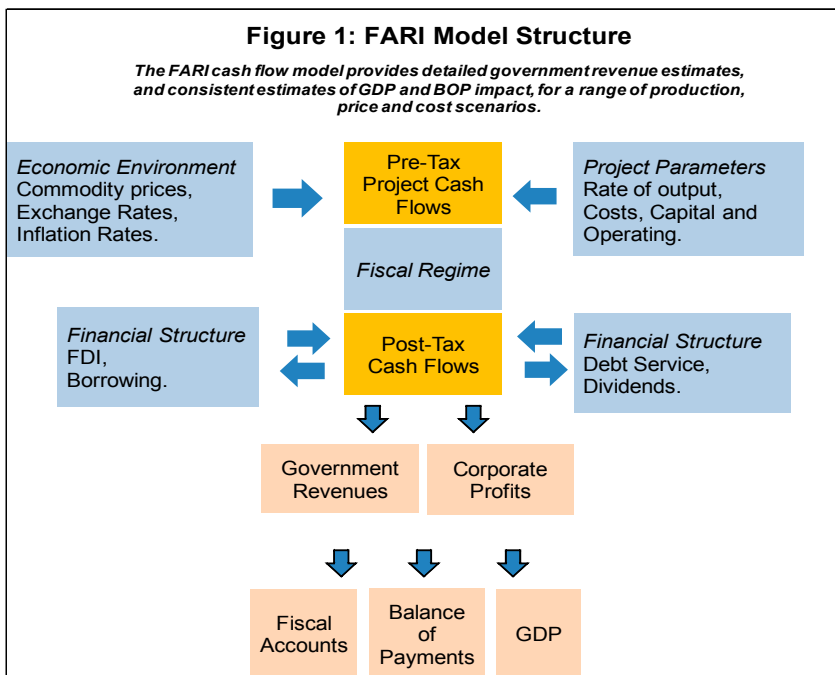 Figure 1: FARI Model Structure
The FARI cash flow model provides detailed government revenue estimates,
and consistent estimates of GDP and BOP impact, for a range of production,
price and cost scenarios.
Economic Environment
Commodity prices,
Exchange Rates,
Inflation Rates.
Pre-Tax
Project Cash
Flows
Project Parameters
Rate of output,
Costs, Capital and
Operating.
Fiscal Regime
Financial Structure
FDI,
Borrowing.
Post-Tax
Cash Flows
Financial Structure
Debt Service,
Dividends.
Government
Revenues
Corporate
Profits
Fiscal
Accounts
Balance
of
Payments
GDP